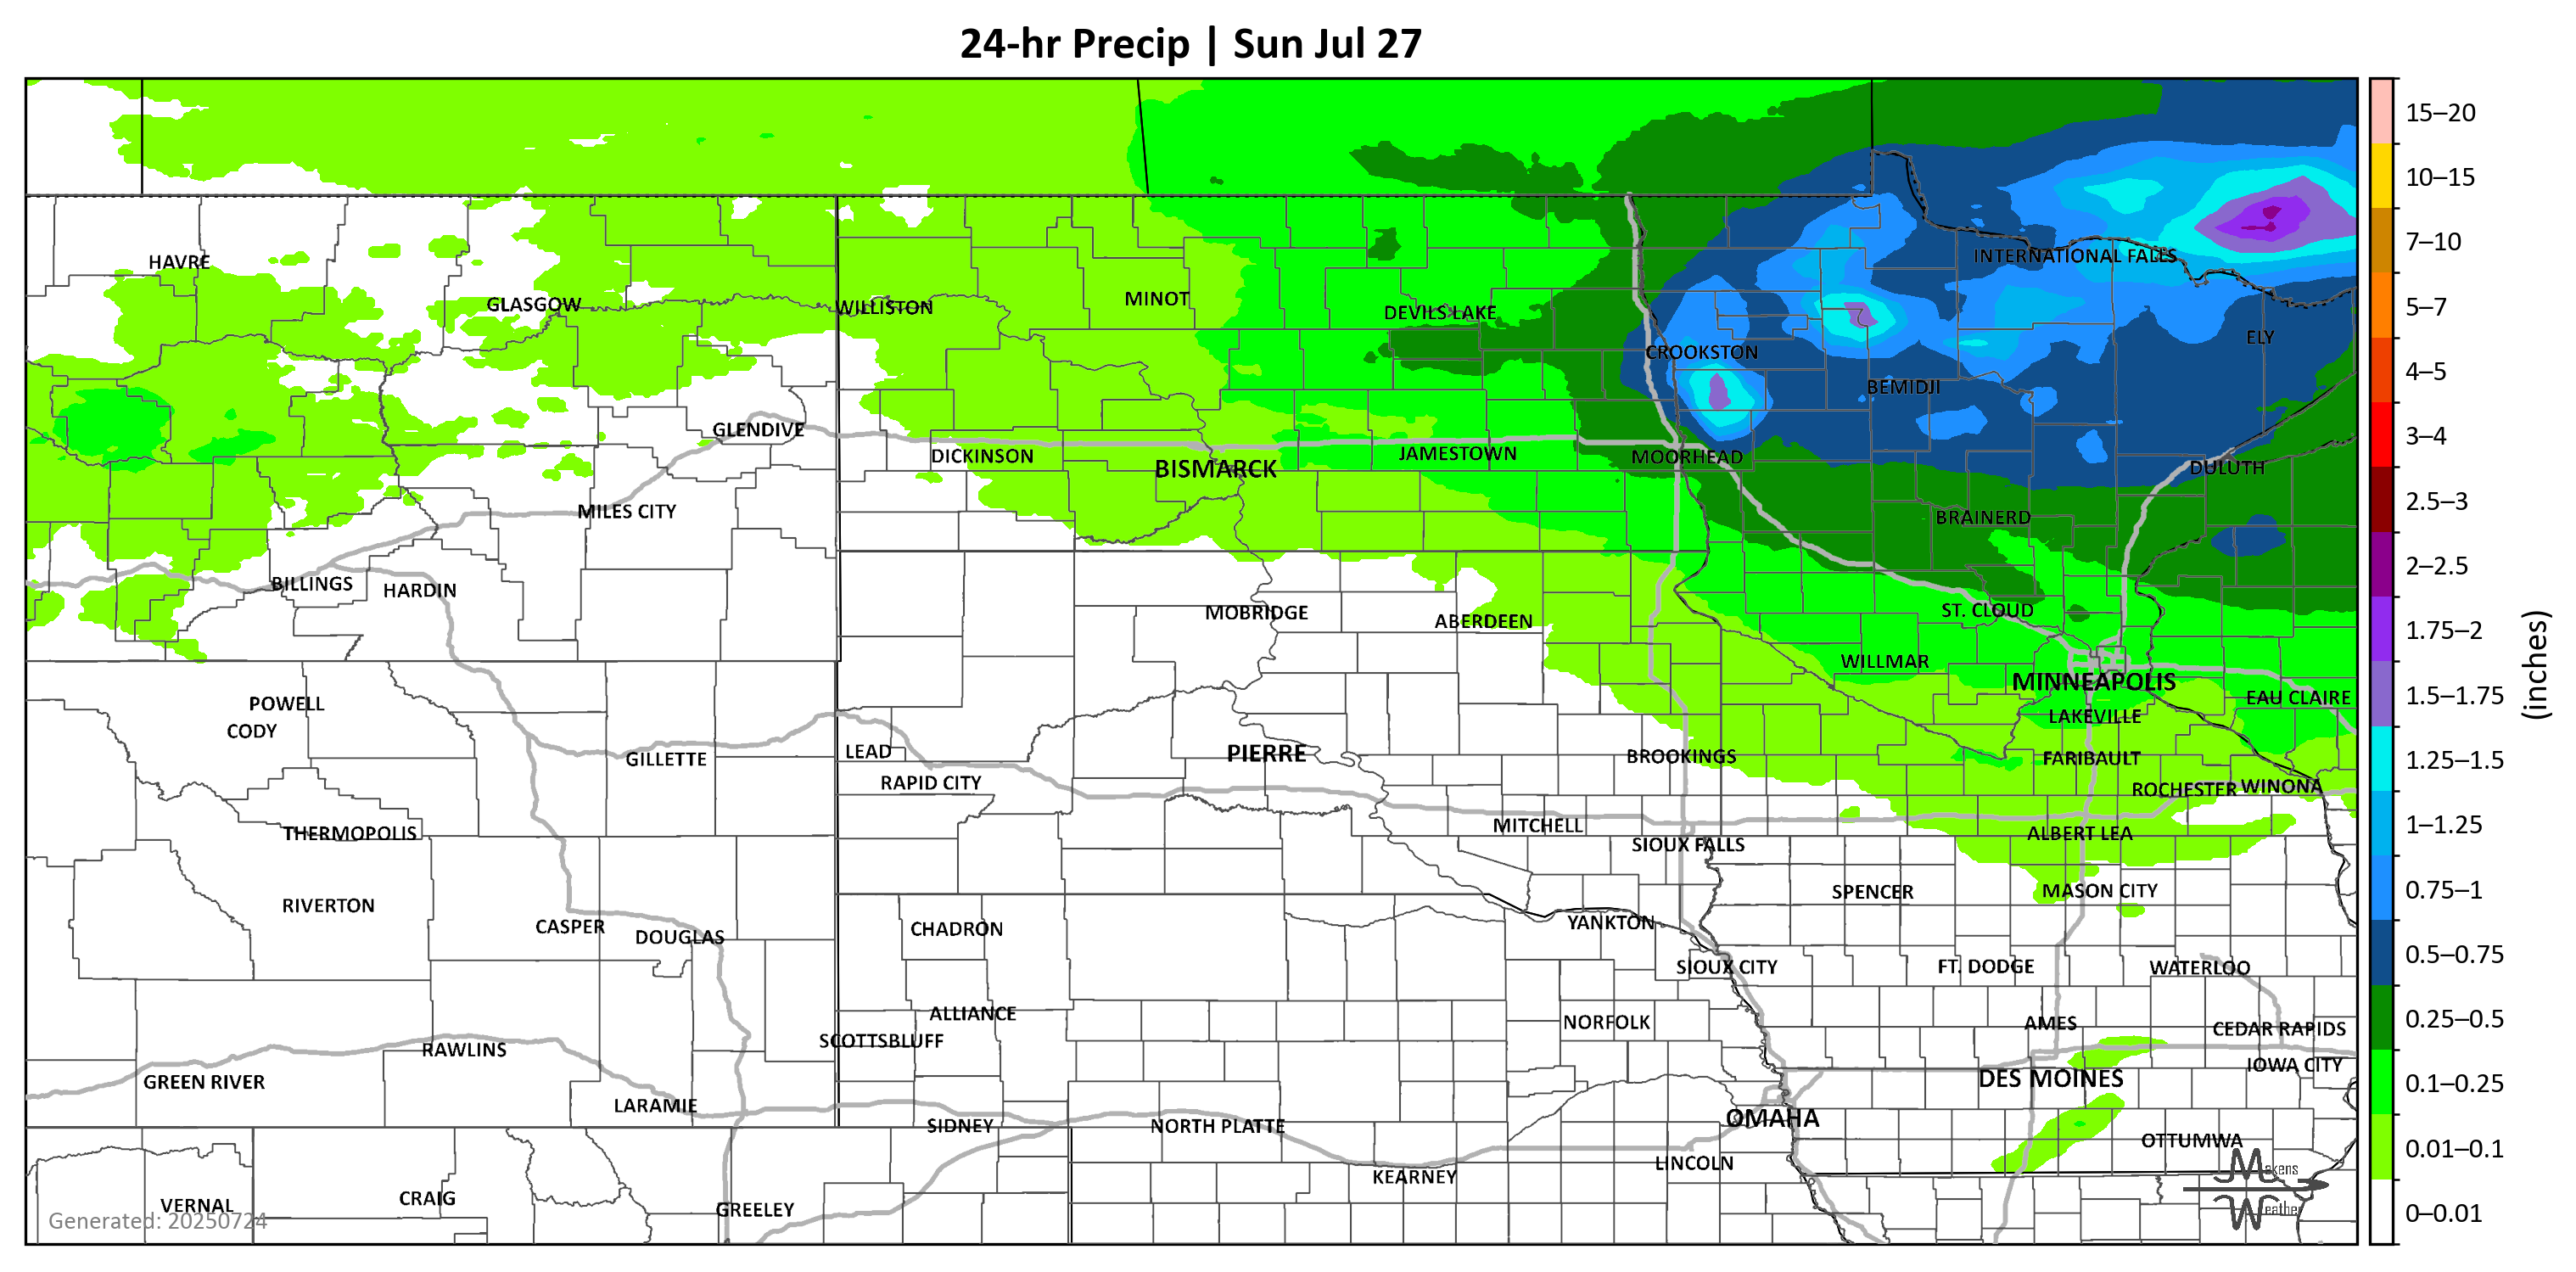 24-hr Precip | Sun Jul 27
15–20
10–15
7–10
5–7
4–5
3–4
2.5–3
2–2.5
1.75–2
1.5–1.75
1.25–1.5
1–1.25
0.75–1
0.5–0.75
0.25–0.5
0.1–0.25
0.01–0.1
0–0.01
(inches)
HAVRE
INTERNATIONAL FALLS
GLASGOW
WILLISTON
MINOT
DEVILS LAKE
ELY
CROOKSTON
BEMIDJI
GLENDIVE
DICKINSON
BISMARCK
JAMESTOWN
MOORHEAD
DULUTH
MILES CITY
BRAINERD
BILLINGS
HARDIN
MOBRIDGE
ABERDEEN
ST. CLOUD
WILLMAR
MINNEAPOLIS
POWELL
EAU CLAIRE
CODY
LAKEVILLE
GILLETTE
LEAD
PIERRE
BROOKINGS
FARIBAULT
RAPID CITY
ROCHESTER
WINONA
THERMOPOLIS
MITCHELL
ALBERT LEA
SIOUX FALLS
SPENCER
MASON CITY
RIVERTON
CASPER
DOUGLAS
CHADRON
YANKTON
SIOUX CITY
FT. DODGE
WATERLOO
ALLIANCE
NORFOLK
AMES
CEDAR RAPIDS
SCOTTSBLUFF
RAWLINS
IOWA CITY
GREEN RIVER
DES MOINES
LARAMIE
SIDNEY
NORTH PLATTE
OMAHA
OTTUMWA
LINCOLN
KEARNEY
VERNAL
CRAIG
GREELEY
Makens
Weather
Generated: 20250724